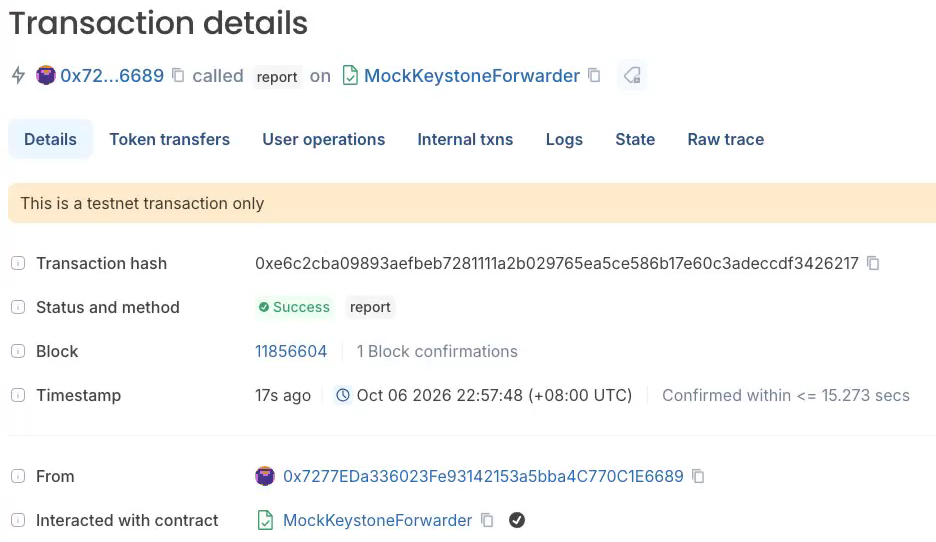 Transaction details
0x72...6689 called report on MockKeystoneForwarder
Details Token transfers User operations Internal txns Logs State Raw trace
This is a testnet transaction only
Transaction hash 0xe6c2cba09893aefbeb7281111a2b029765ea5ce586b17e60c3adeccdf3426217
Status and method Success report
Block 11856604 1 Block confirmations
Timestamp 17s ago Oct 06 2026 22:57:48 (+08:00 UTC) Confirmed within <= 15.273 secs
From 0x7277EDa336023Fe93142153a5bba4C770C1E6689
Interacted with contract MockKeystoneForwarder